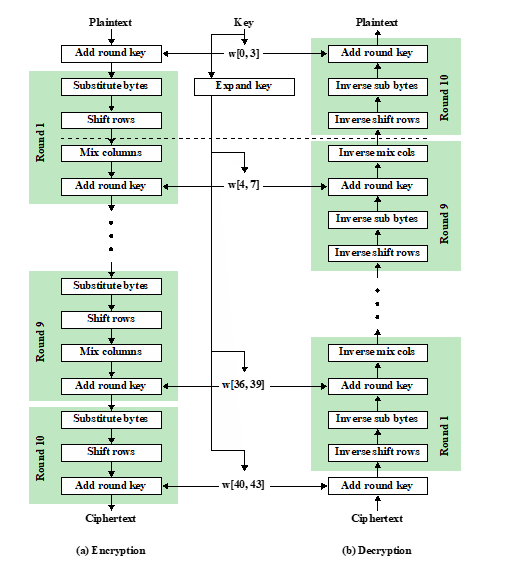 Plaintext
Key
Plaintext
Add round key
w[0, 3]
Add round key
Substitute bytes
Expand key
Inverse sub bytes
Round 1
Shift rows
Inverse shift rows
Round 10
Mix columns
Inverse mix cols
Add round key
w[4, 7]
Add round key
Inverse sub bytes
Round 9
Inverse shift rows
Substitute bytes
Round 9
Shift rows
Mix columns
Inverse mix cols
Add round key
w[36, 39]
Add round key
Substitute bytes
Inverse sub bytes
Round 10
Shift rows
Inverse shift rows
Round 1
Add round key
w[40, 43]
Add round key
Ciphertext
Ciphertext
(a) Encryption
(b) Decryption